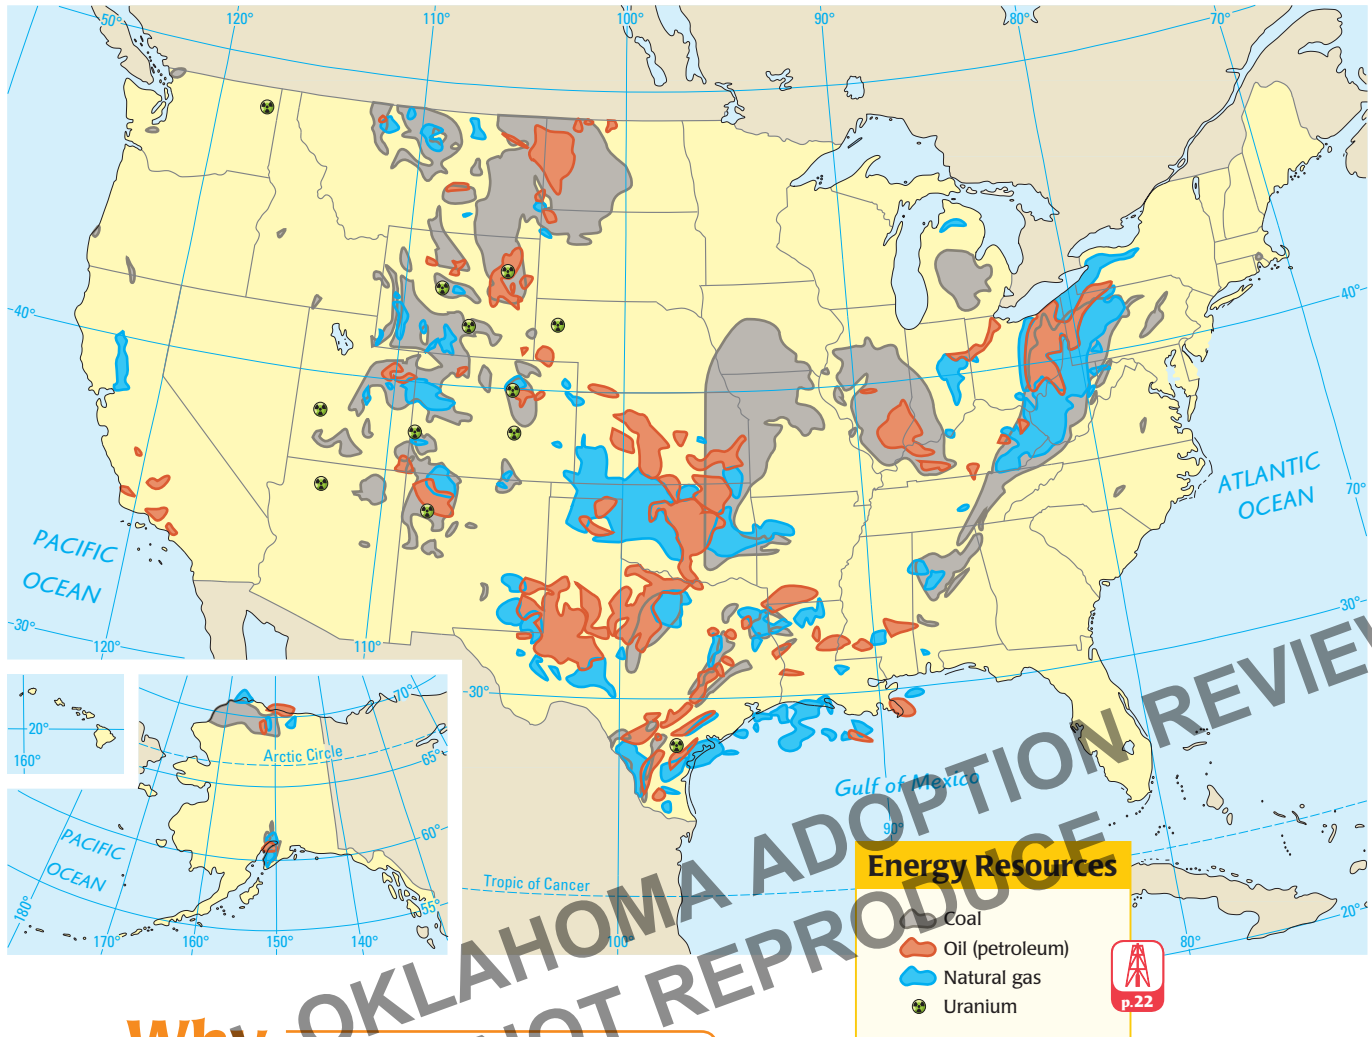 50°
120°
110°
100°
90°
80°
70°
40°
40°
PACIFIC
OCEAN
ATLANTIC
OCEAN
70°
30°
120°
110°
30°
30°
20°
160°
Arctic Circle
70°
65°
60°
55°
PACIFIC
OCEAN
180°
170°
160°
150°
140°
Gulf of Mexico
90°
Tropic of Cancer
100°
80°
20°
Energy Resources
Coal
Oil (petroleum)
Natural gas
Uranium
p.22
OKLAHOMA ADOPTION REVIEW
NOT REPRODUCE
Why